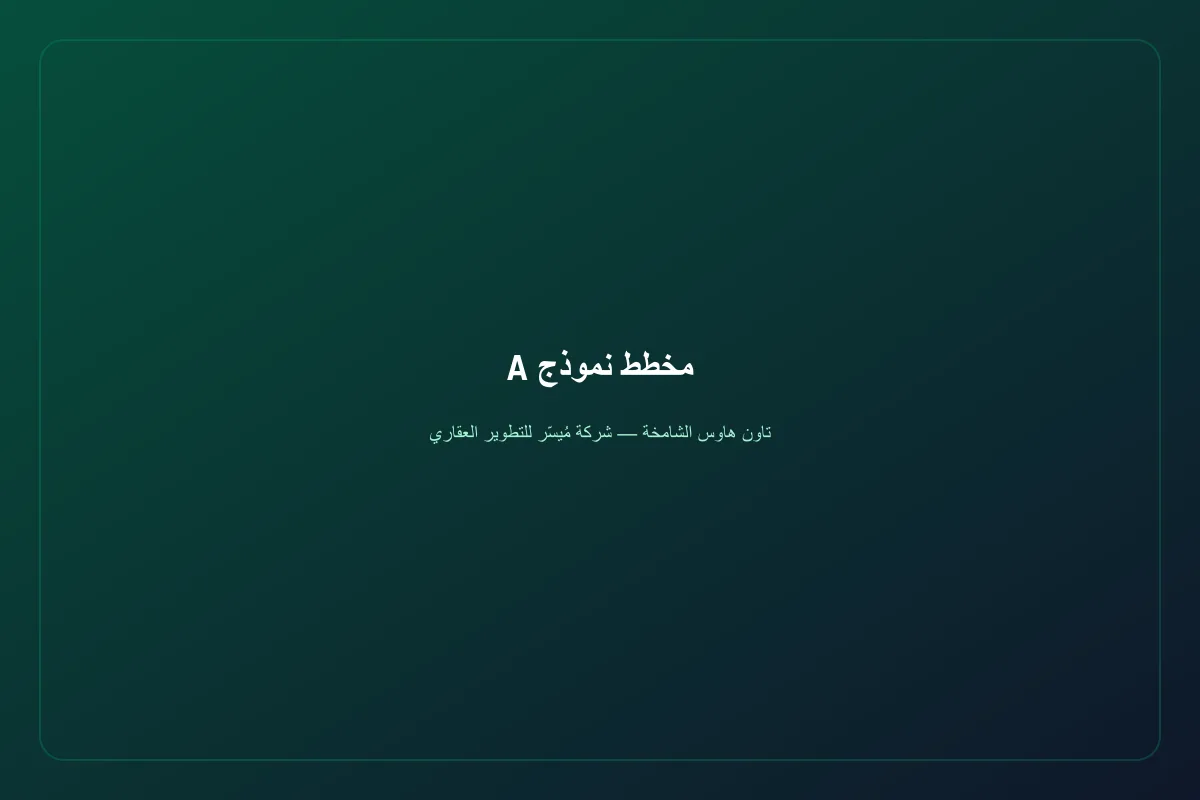 مخطط نموذج A
تاون هاوس الشامخة — شركة مُيسّر للتطوير العقاري